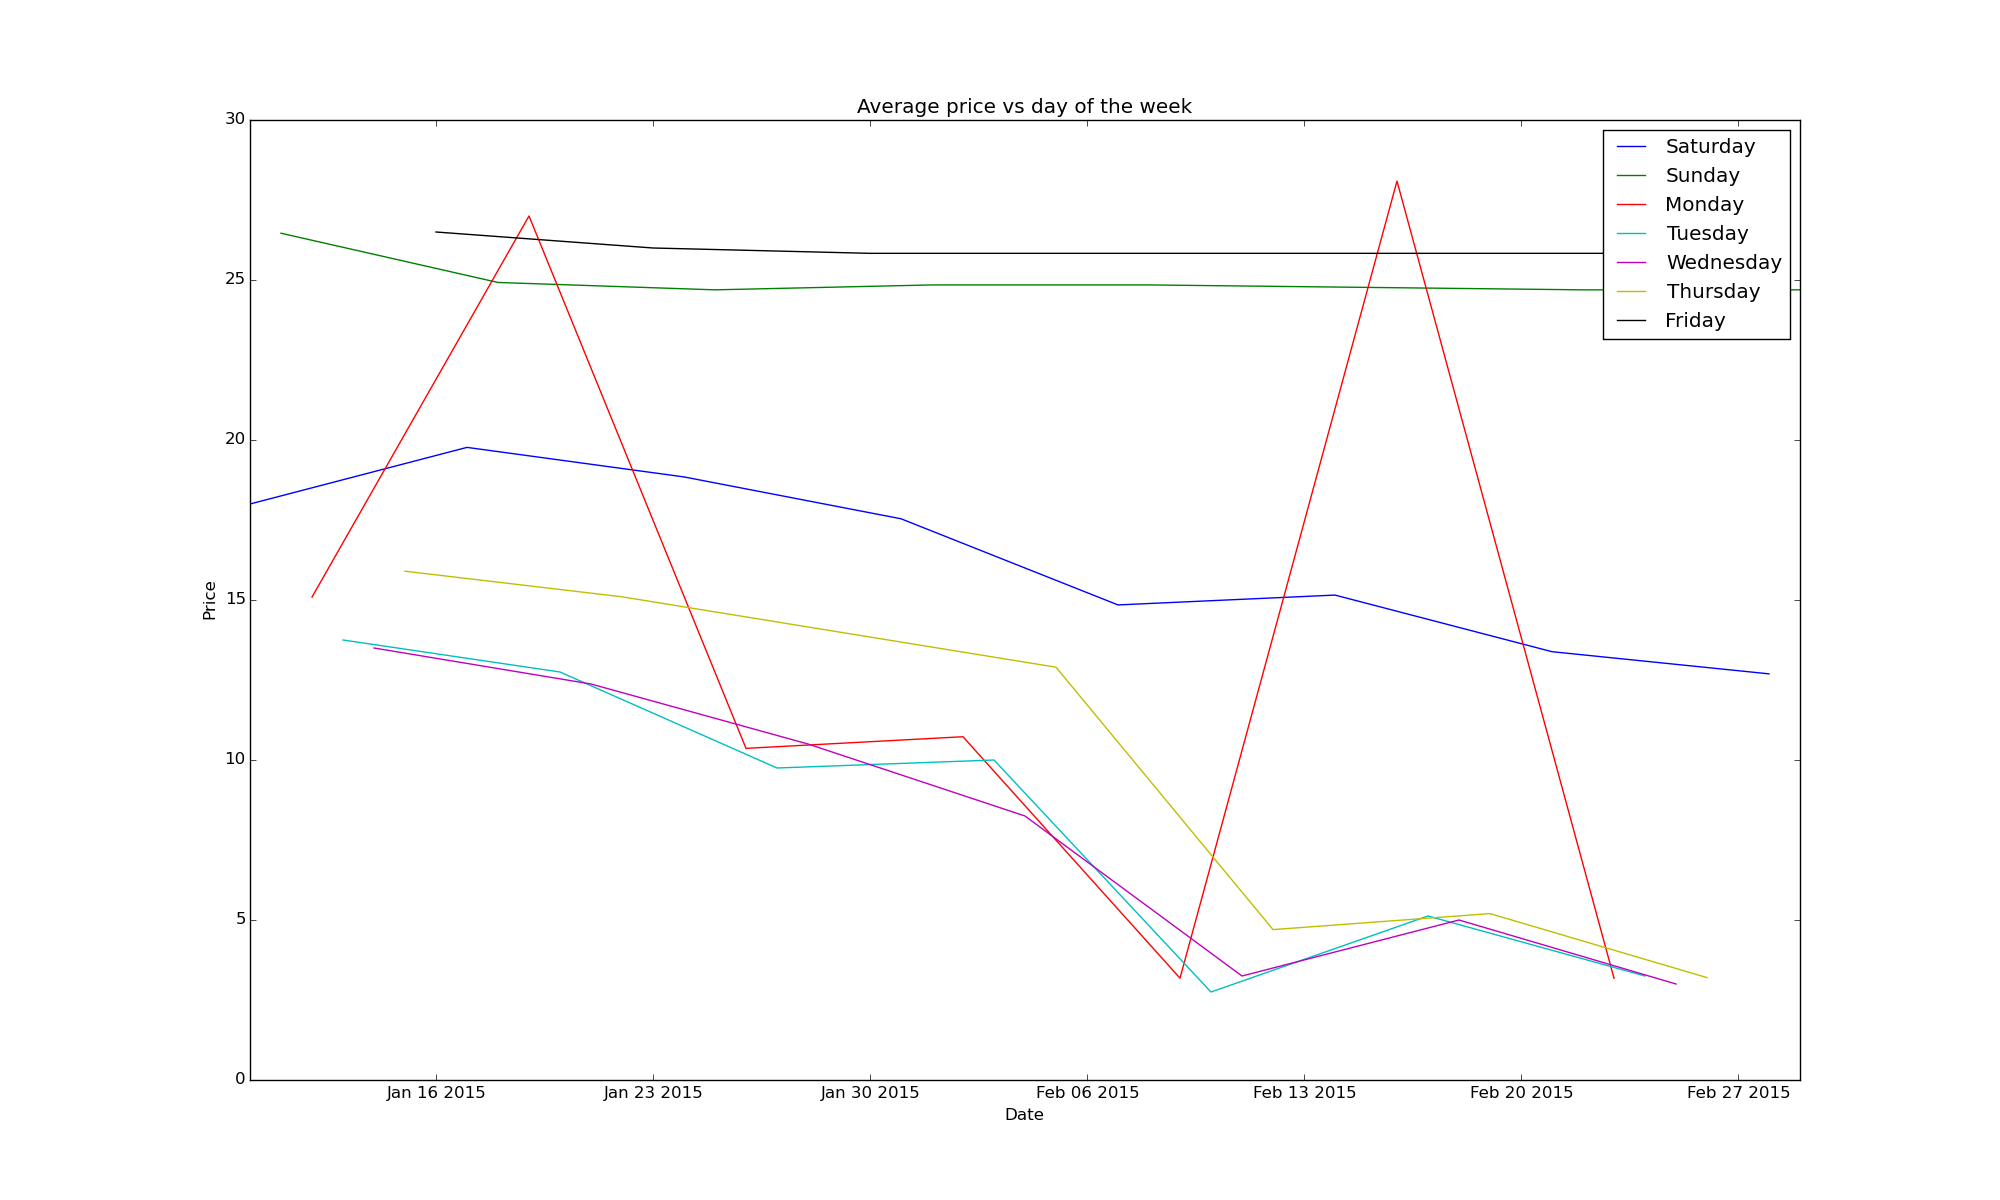 Average price vs day of the week
30
25
20
15
10
5
0
Price
Saturday
Sunday
Monday
Tuesday
Wednesday
Thursday
Friday
Jan 16 2015 Jan 23 2015 Jan 30 2015 Feb 06 2015 Feb 13 2015 Feb 20 2015 Feb 27 2015
Date